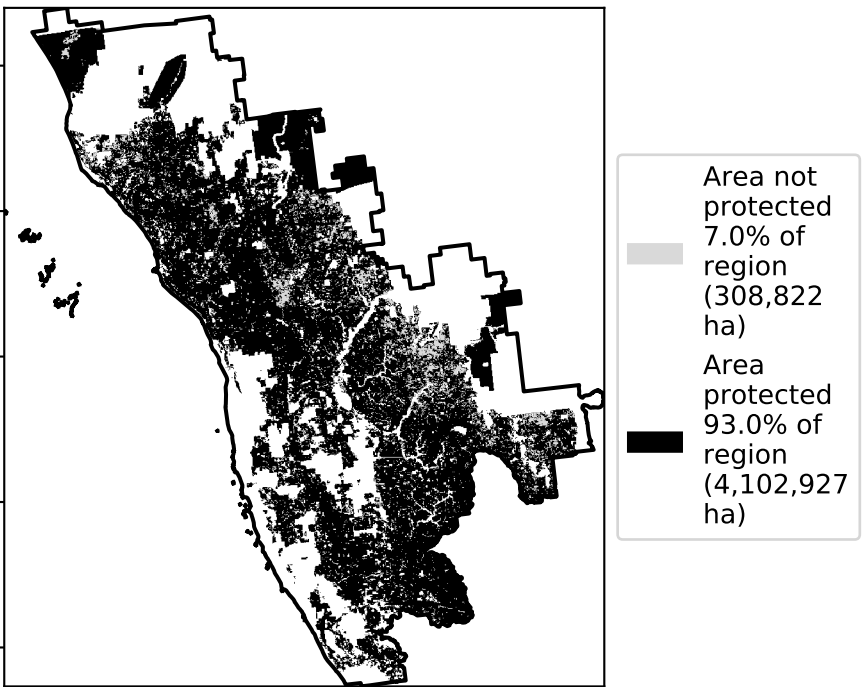 Area not
protected
7.0% of
region
(308,822
ha)
Area
protected
93.0% of
region
(4,102,927
ha)